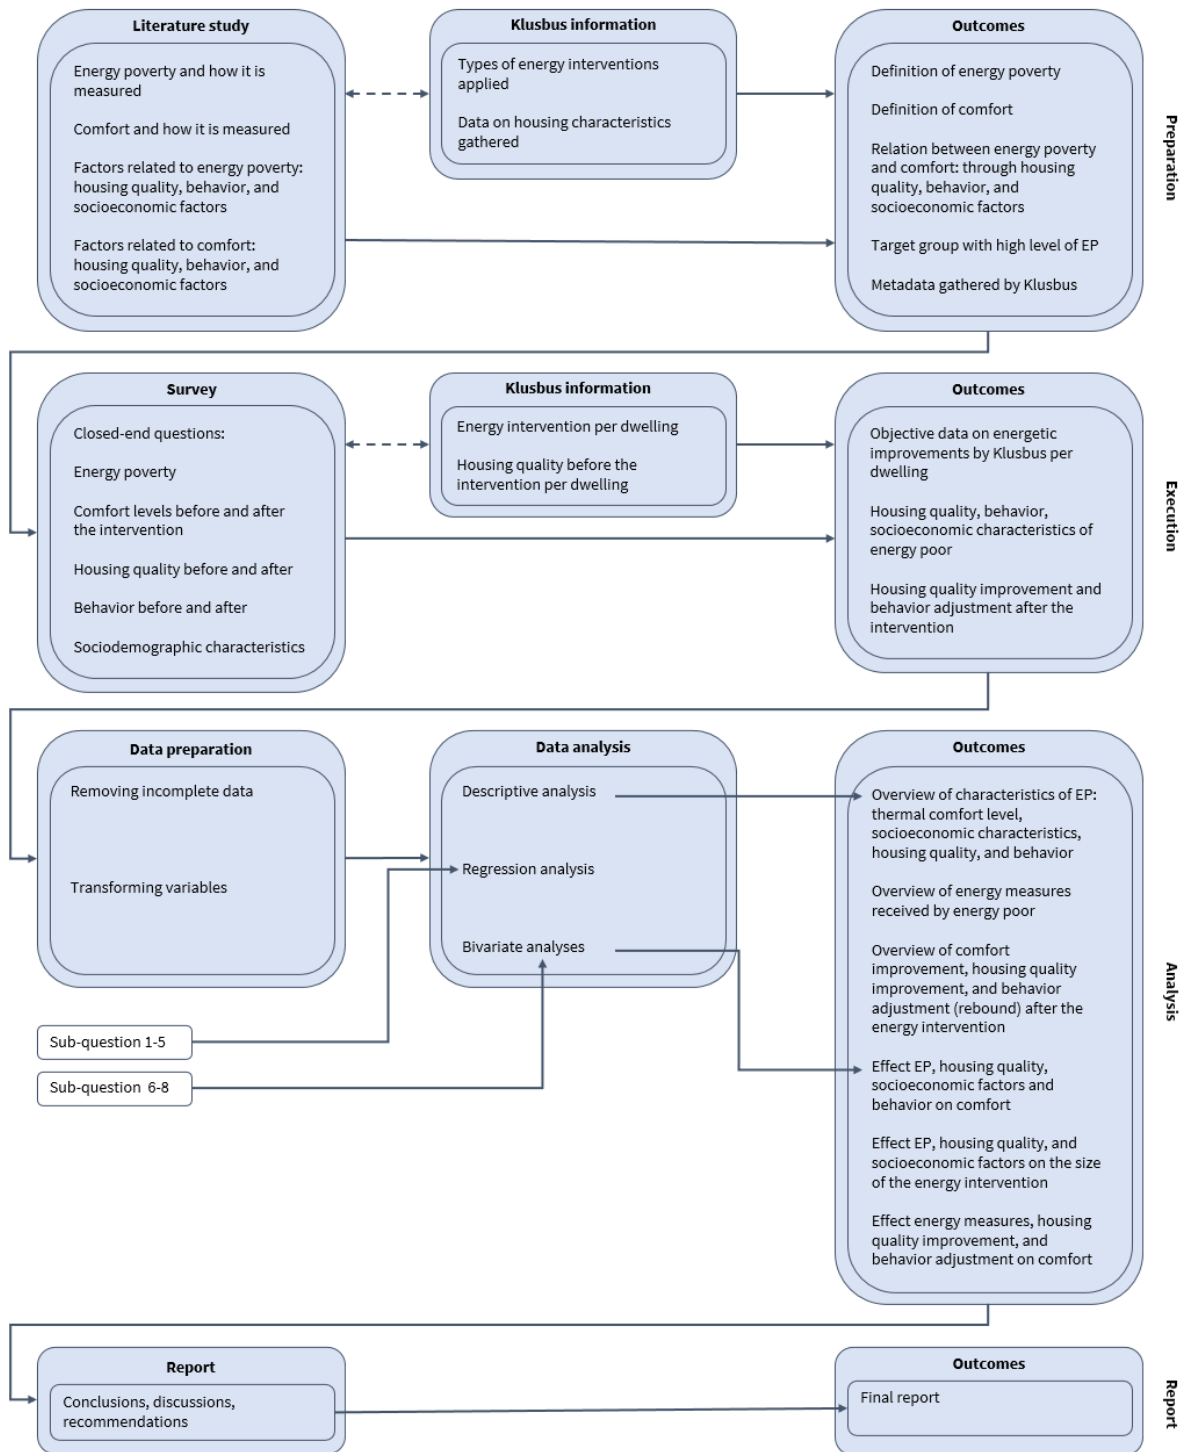 Literature study
Energy poverty and how it is
measured
Comfort and how it is measured
Factors related to energy poverty:
housing quality, behavior, and
socioeconomic factors
Factors related to comfort:
housing quality, behavior, and
socioeconomic factors
Klusbus information
Types of energy interventions
applied
Data on housing characteristics
gathered
Outcomes
Definition of energy poverty
Definition of comfort
Relation between energy poverty
and comfort: through housing
quality, behavior, and
socioeconomic factors
Target group with high level of EP
Metadata gathered by Klusbus
Preparation
Survey
Closed-end questions:
Energy poverty
Comfort levels before and after
the intervention
Housing quality before and after
Behavior before and after
Sociodemographic characteristics
Klusbus information
Energy intervention per dwelling
Housing quality before the
intervention per dwelling
Outcomes
Objective data on energetic
improvements by Klusbus per
dwelling
Housing quality, behavior,
socioeconomic characteristics of
energy poor
Housing quality improvement and
behavior adjustment after the
intervention
Execution
Data preparation
Removing incomplete data
Transforming variables
Sub-question 1-5
Sub-question 6-8
Data analysis
Descriptive analysis
Regression analysis
Bivariate analyses
Outcomes
Overview of characteristics of EP:
thermal comfort level,
socioeconomic characteristics,
housing quality, and behavior
Overview of energy measures
received by energy poor
Overview of comfort
improvement, housing quality
improvement, and behavior
adjustment (rebound) after the
energy intervention
Effect EP, housing quality,
socioeconomic factors and
behavior on comfort
Effect EP, housing quality, and
socioeconomic factors on the size
of the energy intervention
Effect energy measures, housing
quality improvement, and
behavior adjustment on comfort
Analysis
Report
Conclusions, discussions,
recommendations
Outcomes
Final report
Report